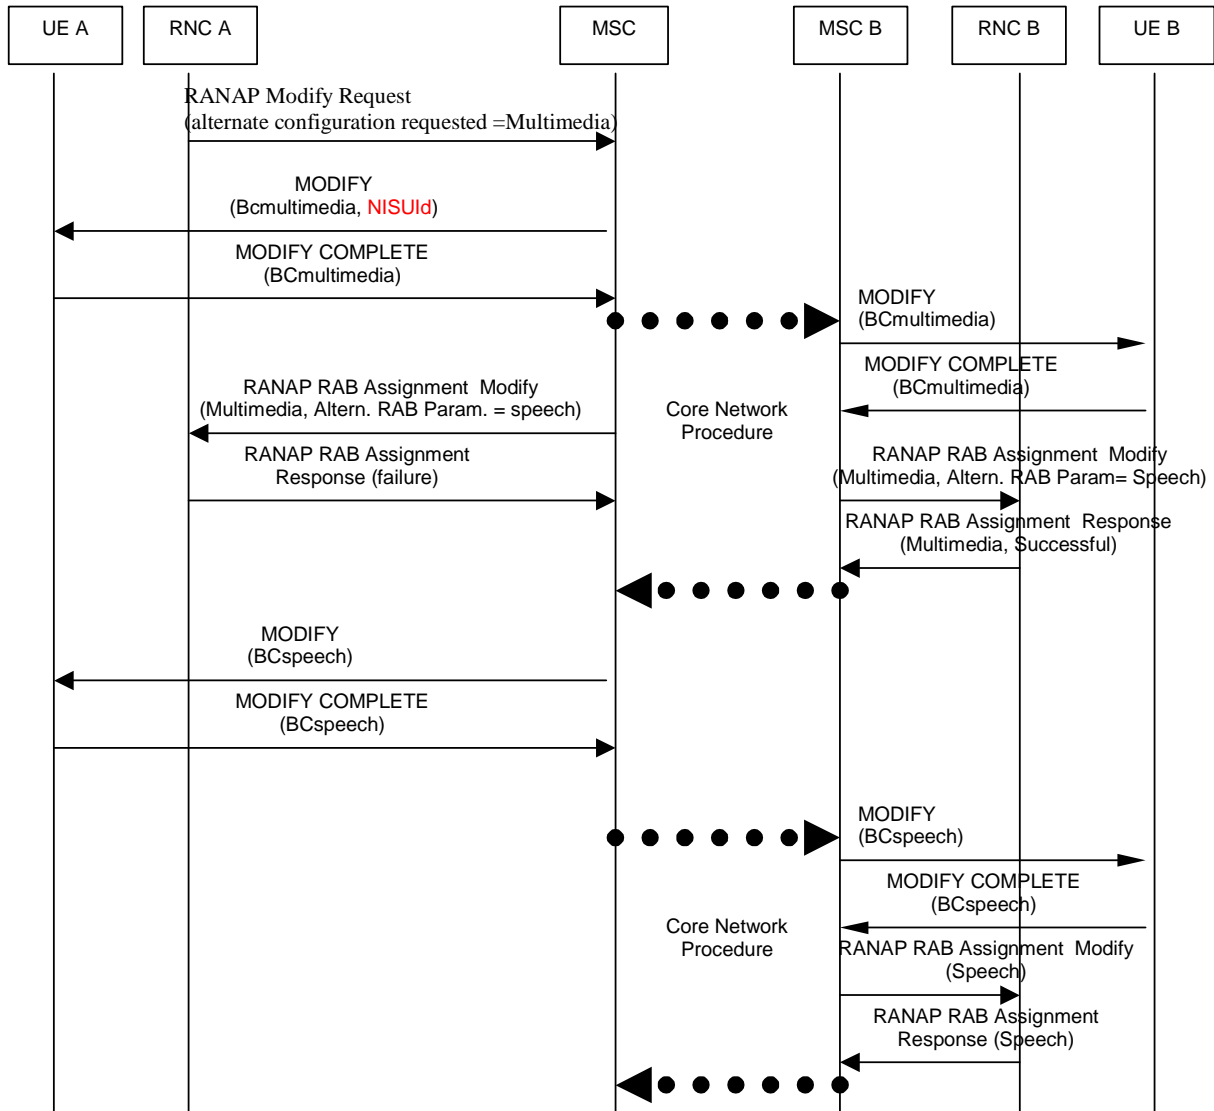 UE A
RNC A
MSC
MSC B
RNC B
UE B
RANAP Modify Request
(alternate configuration requested =Multimedia)
MODIFY
(Bcmultimedia, NISUId)
MODIFY COMPLETE
(BCmultimedia)
MODIFY
(BCmultimedia)
MODIFY COMPLETE
(BCmultimedia)
RANAP RAB Assignment Modify
(Multimedia, Altern. RAB Param. = speech)
Core Network
Procedure
RANAP RAB Assignment
Response (failure)
RANAP RAB Assignment Modify
(Multimedia, Altern. RAB Param= Speech)
RANAP RAB Assignment Response
(Multimedia, Successful)
MODIFY
(BCspeech)
MODIFY COMPLETE
(BCspeech)
MODIFY
(BCspeech)
MODIFY COMPLETE
(BCspeech)
Core Network
Procedure
RANAP RAB Assignment Modify
(Speech)
RANAP RAB Assignment
Response (Speech)